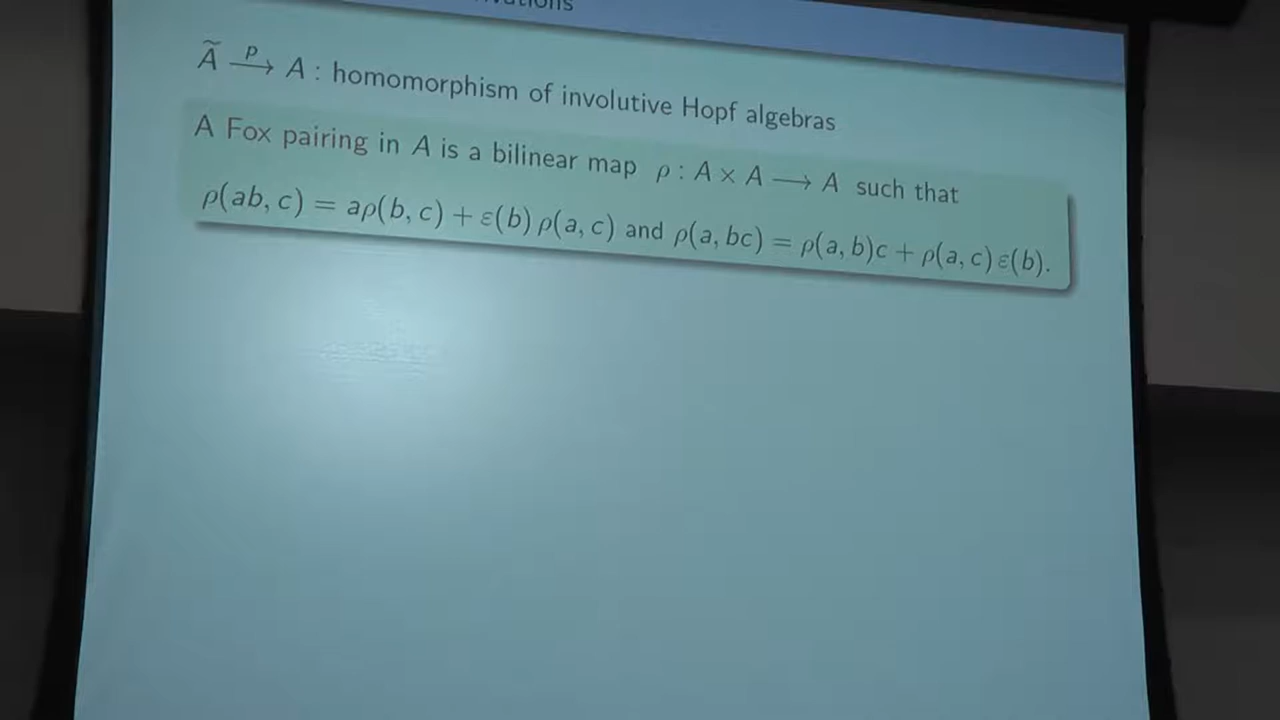 Ã —p→ A : homomorphism of involutive Hopf algebras
A Fox pairing in A is a bilinear map ρ : A × A ⟶ A such that
ρ(ab, c) = aρ(b, c) + ε(b) ρ(a, c) and ρ(a, bc) = ρ(a, b)c + ρ(a, c) ε(b).